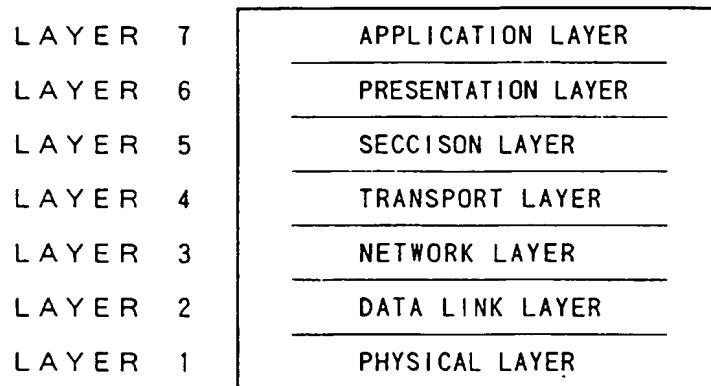 LAYER 7 APPLICATION LAYER
LAYER 6 PRESENTATION LAYER
LAYER 5 SECCISON LAYER
LAYER 4 TRANSPORT LAYER
LAYER 3 NETWORK LAYER
LAYER 2 DATA LINK LAYER
LAYER 1 PHYSICAL LAYER